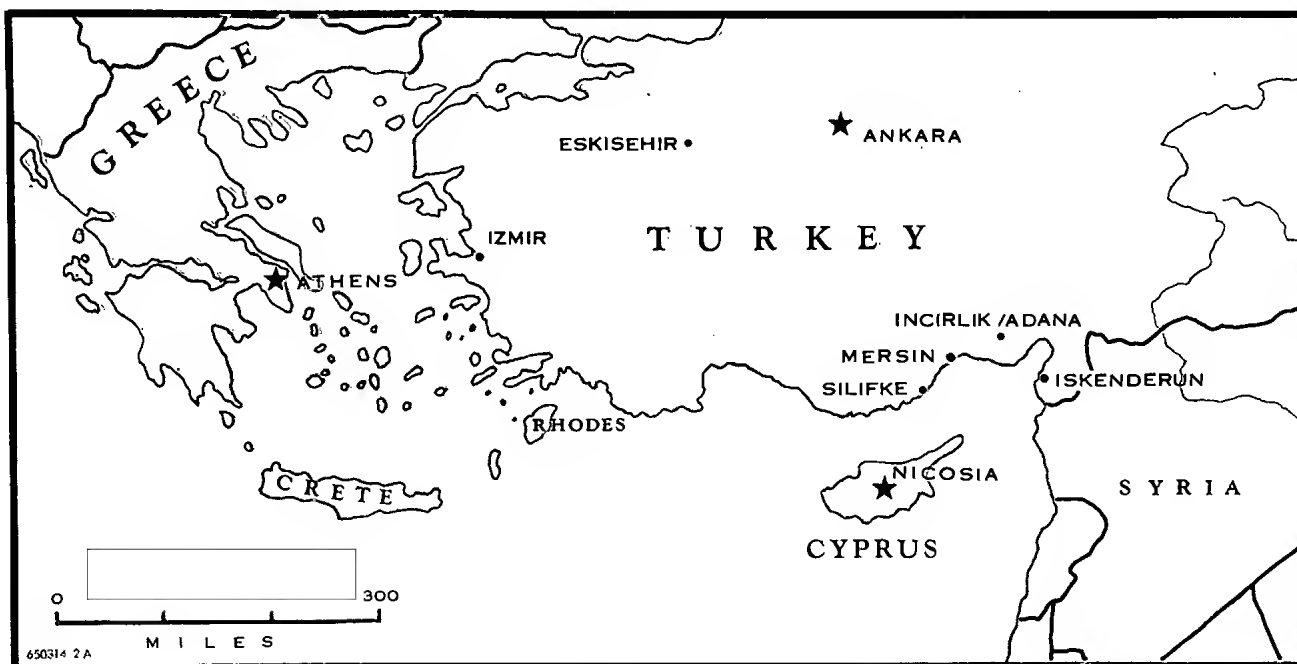 GREECE
ESKISEHIR
ANKARA
TURKEY
IZMIR
ATHENS
INCIRLIK/ADANA
MERSIN
SILIFKE
ISKENDERUN
RHODES
CRETE
NICOSIA
SYRIA
CYPRUS
0 300
MILES
650314 2A